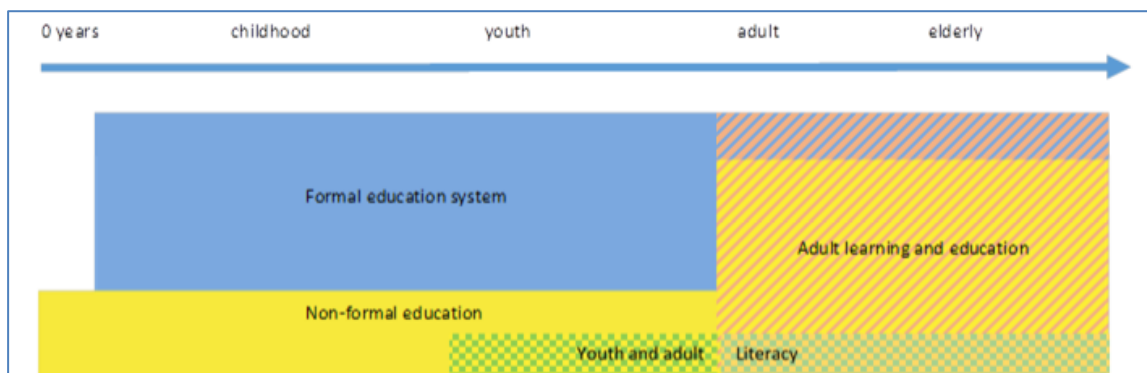 0 years childhood youth adult elderly
Formal education system
Adult learning and education
Non-formal education
Youth and adult Literacy